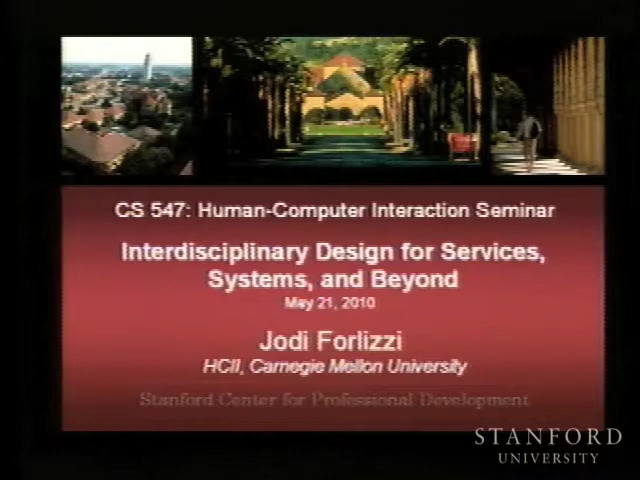 CS 547: Human-Computer Interaction Seminar
Interdisciplinary Design for Services,
Systems, and Beyond
May 21, 2010
Jodi Forlizzi
HCII, Carnegie Mellon University
Stanford Center for Professional Development
STANFORD
UNIVERSITY